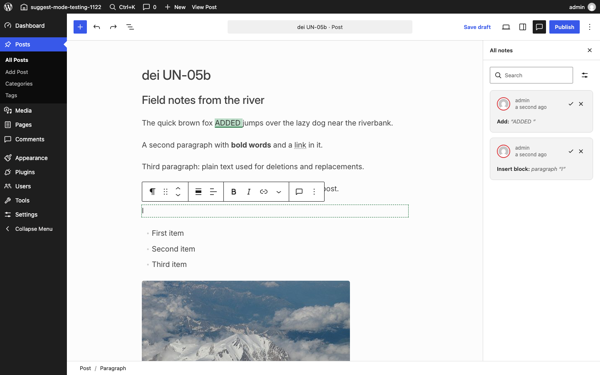 suggest-mode-testing-1122
Ctrl+K
0
New
View Post
admin
Dashboard
Posts
All Posts
Add Post
Categories
Tags
Media
Pages
Comments
Appearance
Plugins
Users
Tools
Settings
Collapse Menu
dei UN-05b · Post
Save draft
Publish
dei UN-05b
Field notes from the river
The quick brown fox ADDED jumps over the lazy dog near the riverbank.
A second paragraph with bold words and a link in it.
Third paragraph: plain text used for deletions and replacements.
post.
B I
I
First item
Second item
Third item
All notes
Search
admin
a second ago
Add: "ADDED "
admin
a second ago
Insert block: paragraph "I"
Post / Paragraph